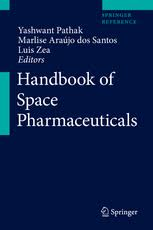 SPRINGER
REFERENCE
Yashwant Pathak
Marlise Araújo dos Santos
Luis Zea
Editors
Handbook of
Space
Pharmaceuticals
Springer